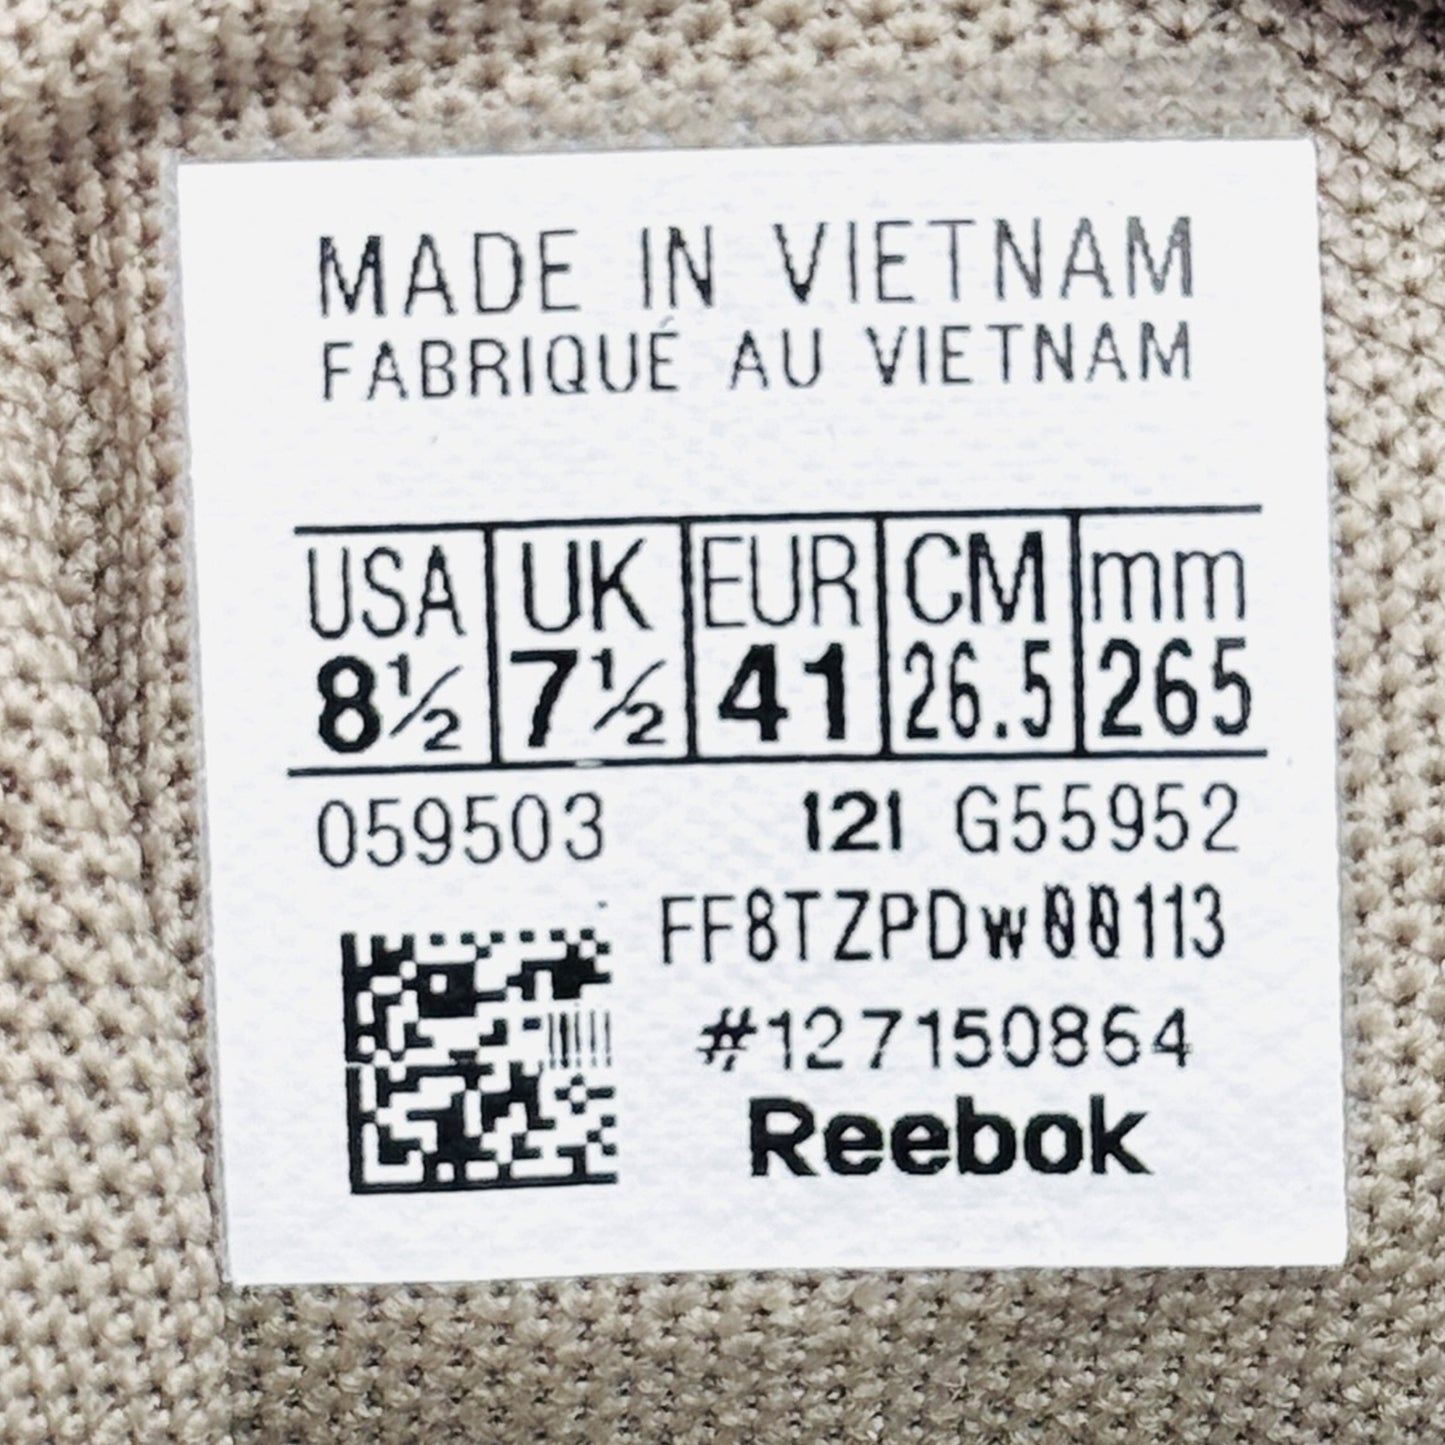 MADE IN VIETNAM
FABRIQUÉ AU VIETNAM
USA UK EUR CM mm
8½ 7½ 41 26.5 265
059503 121 G55952
FF8TZPDw00113
#127150864
Reebok